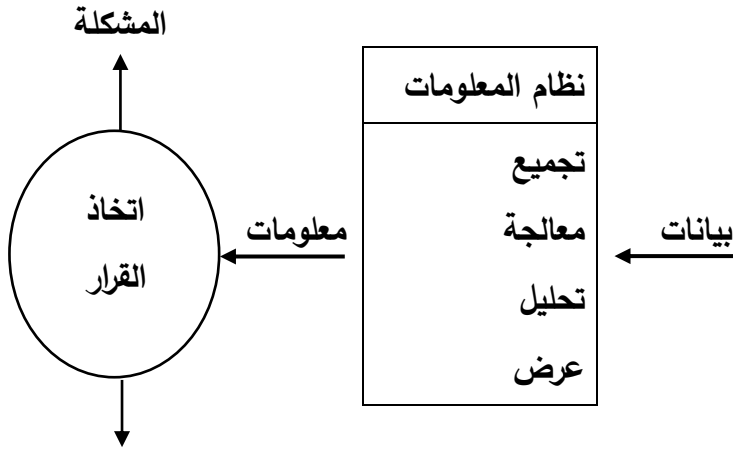 المشكلة
نظام المعلومات
تجميع
معالجة
تحليل
عرض
بيانات
معلومات
اتخاذ
القرار